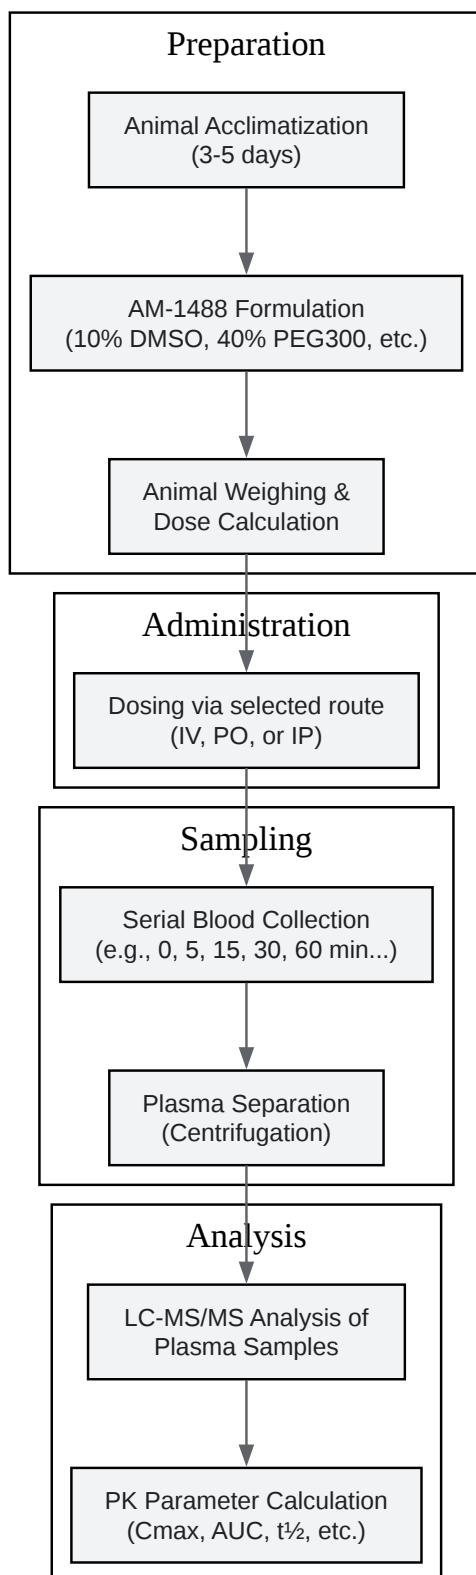 Preparation
Animal Acclimatization
(3-5 days)
AM-1488 Formulation
(10% DMSO, 40% PEG300, etc.)
Animal Weighing &
Dose Calculation
Administration
Dosing via selected route
(IV, PO, or IP)
Sampling
Serial Blood Collection
(e.g., 0, 5, 15, 30, 60 min...)
Plasma Separation
(Centrifugation)
Analysis
LC-MS/MS Analysis of
Plasma Samples
PK Parameter Calculation
(Cmax, AUC, t½, etc.)